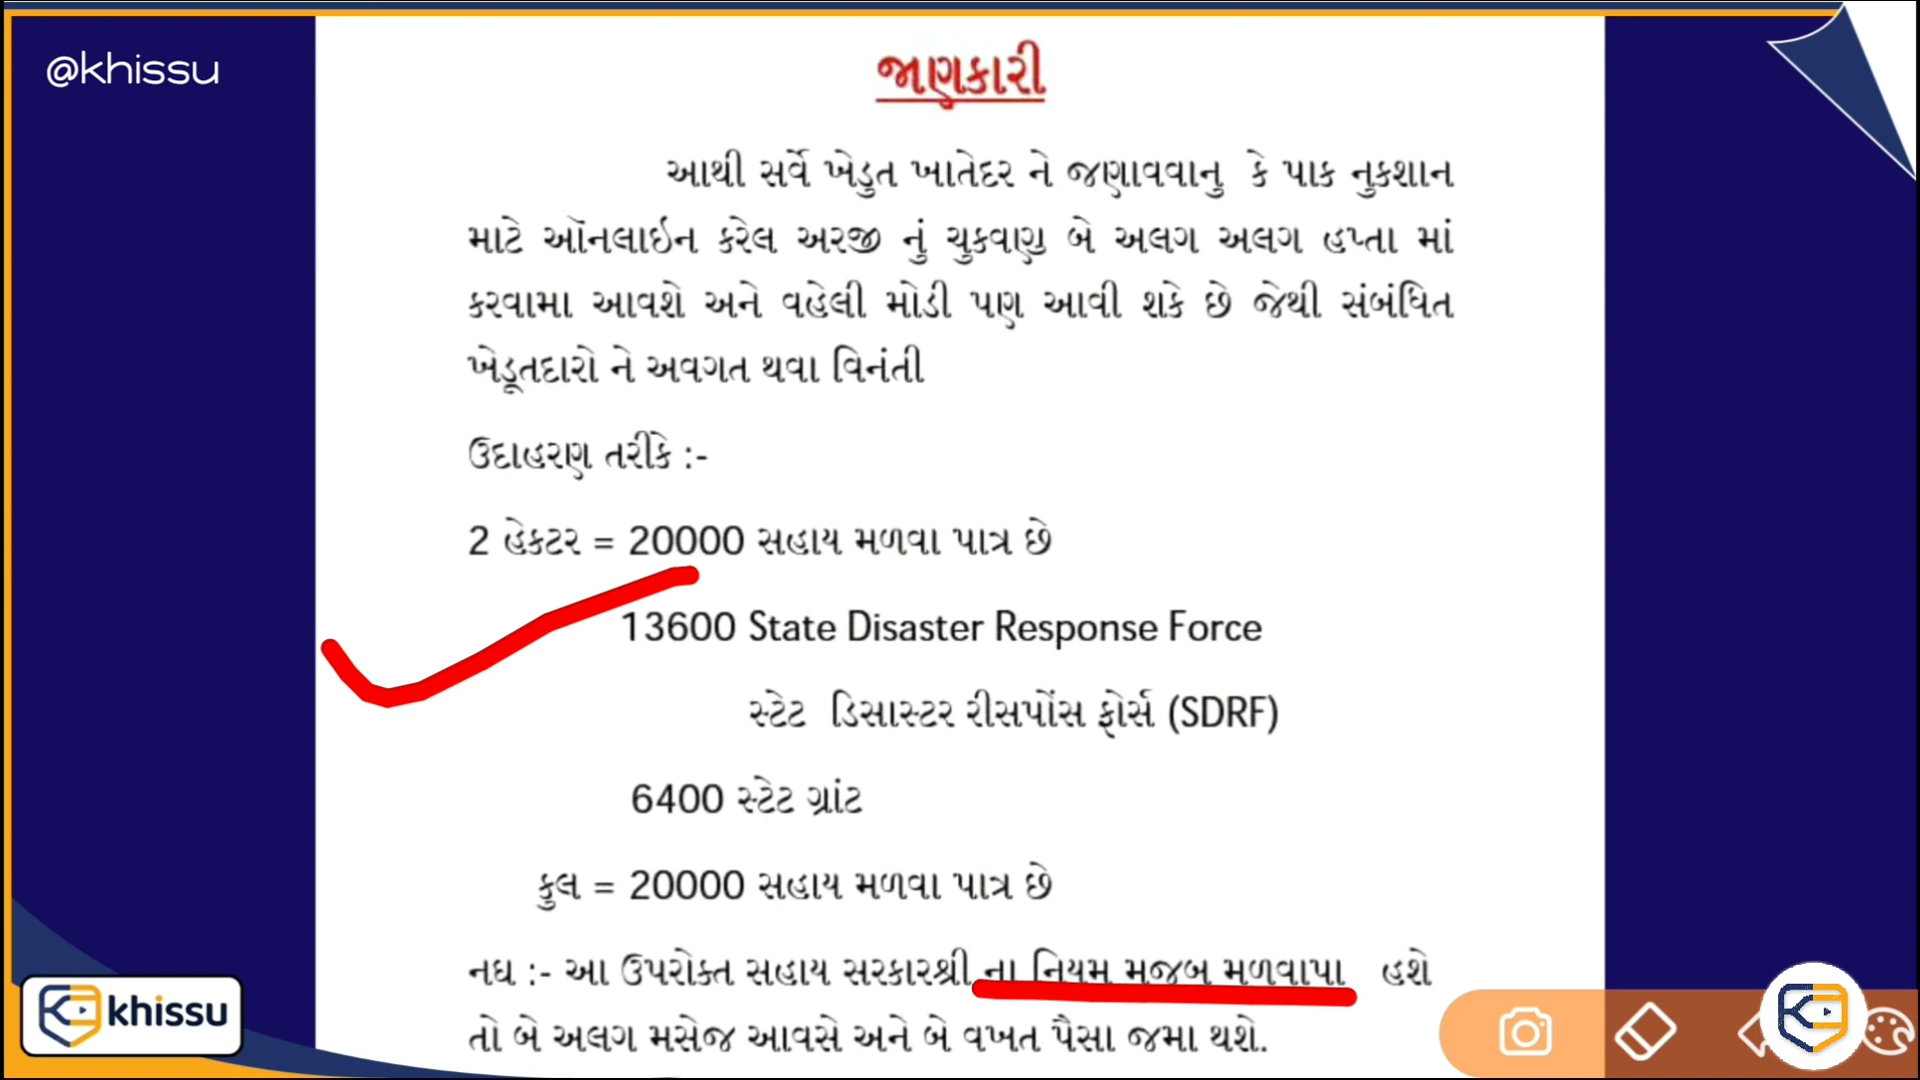 @khissu
જાણકારી
આથી સર્વે ખેડુત ખાતેદર ને જણાવવાનુ કે પાક નુકશાન
માટે ઑનલાઇન કરેલ અરજી નું ચુકવણુ બે અલગ અલગ હપ્તા માં
કરવામા આવશે અને વહેલી મોડી પણ આવી શકે છે જેથી સંબંધિત
ખેડૂતદારો ને અવગત થવા વિનંતી
ઉદાહરણ તરીકે :-
2 હેકટર = 20000 સહાય મળવા પાત્ર છે
13600 State Disaster Response Force
સ્ટેટ ડિસાસ્ટર રીસપોંસ ફોર્સ (SDRF)
6400 સ્ટેટ ગ્રાંટ
કુલ = 20000 સહાય મળવા પાત્ર છે
નઘ :- આ ઉપરોક્ત સહાય સરકારશ્રી ના નિયમ મજબ મળવાપા હશે
તો બે અલગ મસેજ આવસે અને બે વખત પૈસા જમા થશે.
khissu